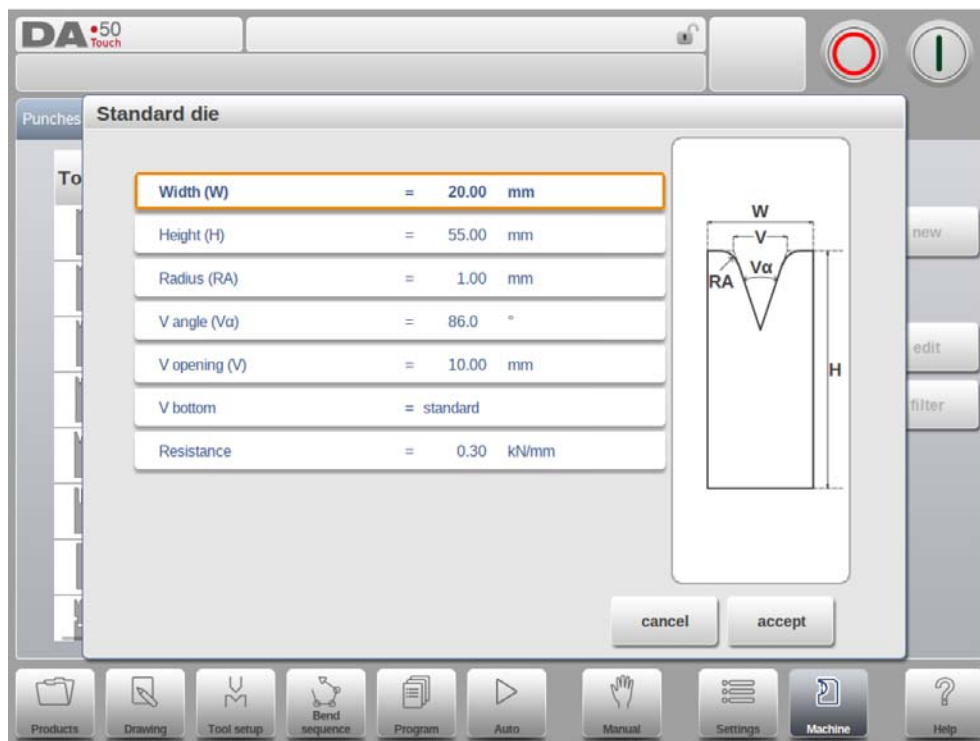 DA•50
Touch
Punches
Standard die
To
Width (W) = 20.00 mm
Height (H) = 55.00 mm
Radius (RA) = 1.00 mm
V angle (Vα) = 86.0 °
V opening (V) = 10.00 mm
V bottom = standard
Resistance = 0.30 kN/mm
W
V
Vα
RA
H
new
edit
filter
cancel
accept
Products
Drawing
Tool setup
Bend
sequence
Program
Auto
Manual
Settings
Machine
Help